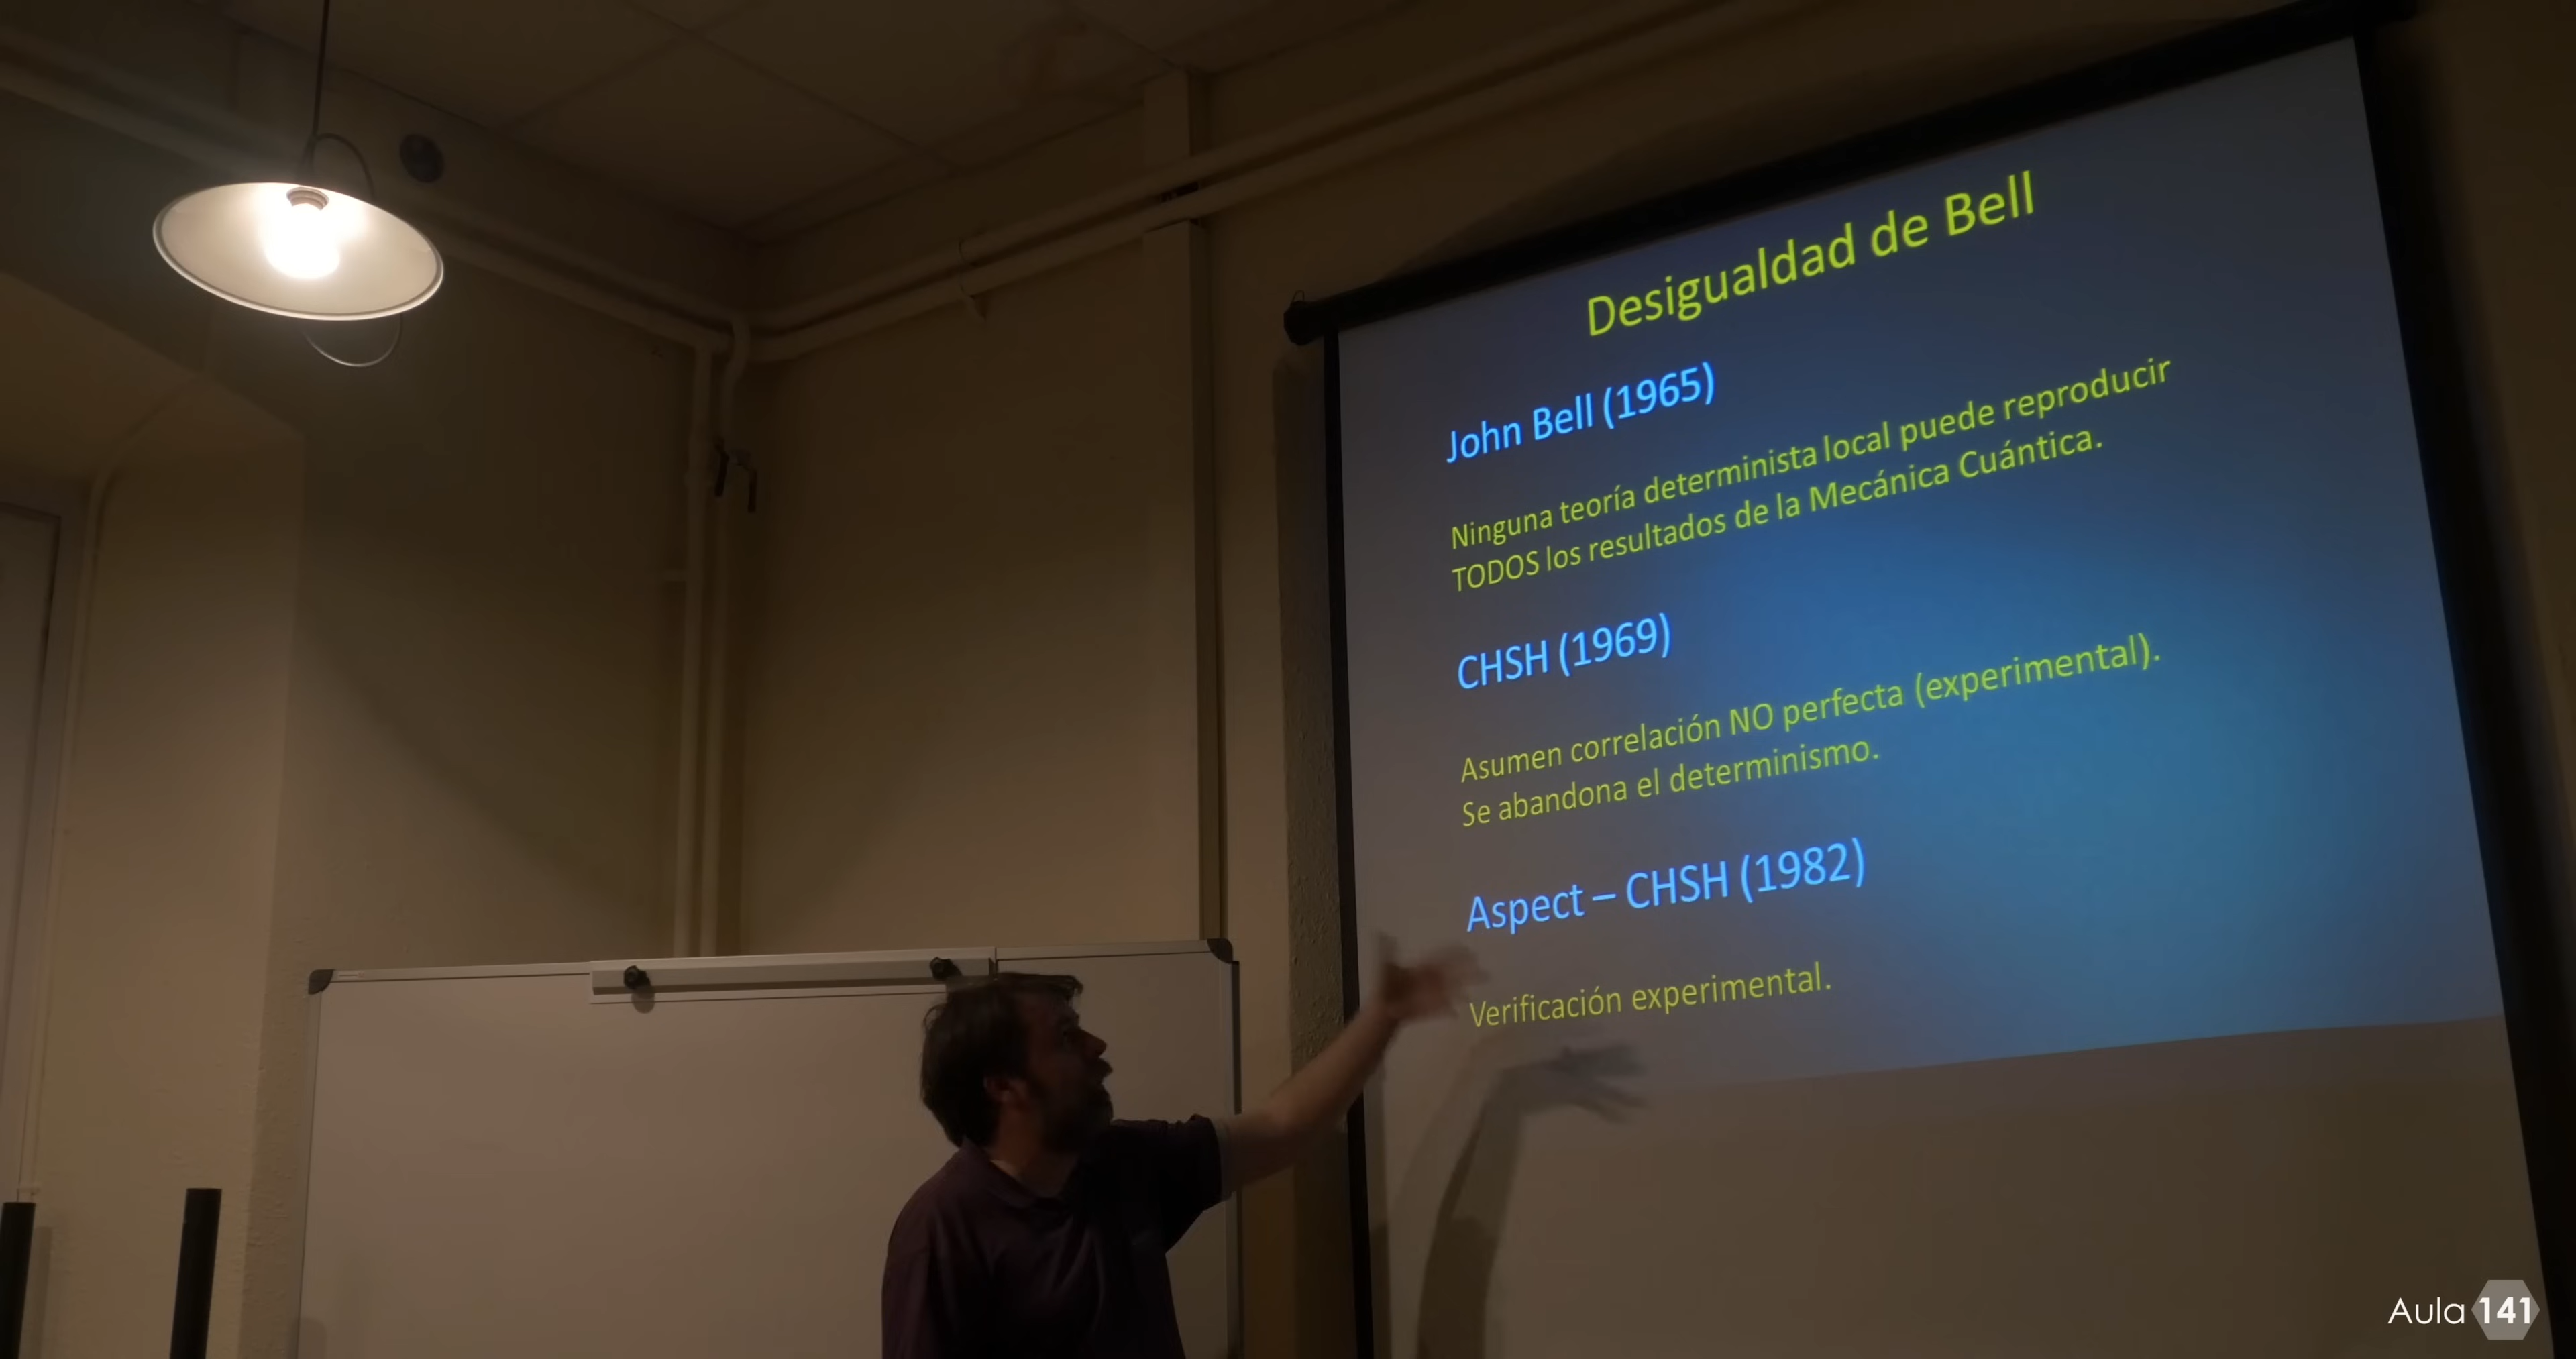 Desigualdad de Bell
John Bell (1965)
Ninguna teoría determinista local puede reproducir
TODOS los resultados de la Mecánica Cuántica.
CHSH (1969)
Asumen correlación NO perfecta (experimental).
Se abandona el determinismo.
Aspect – CHSH (1982)
Verificación experimental.
Aula 141